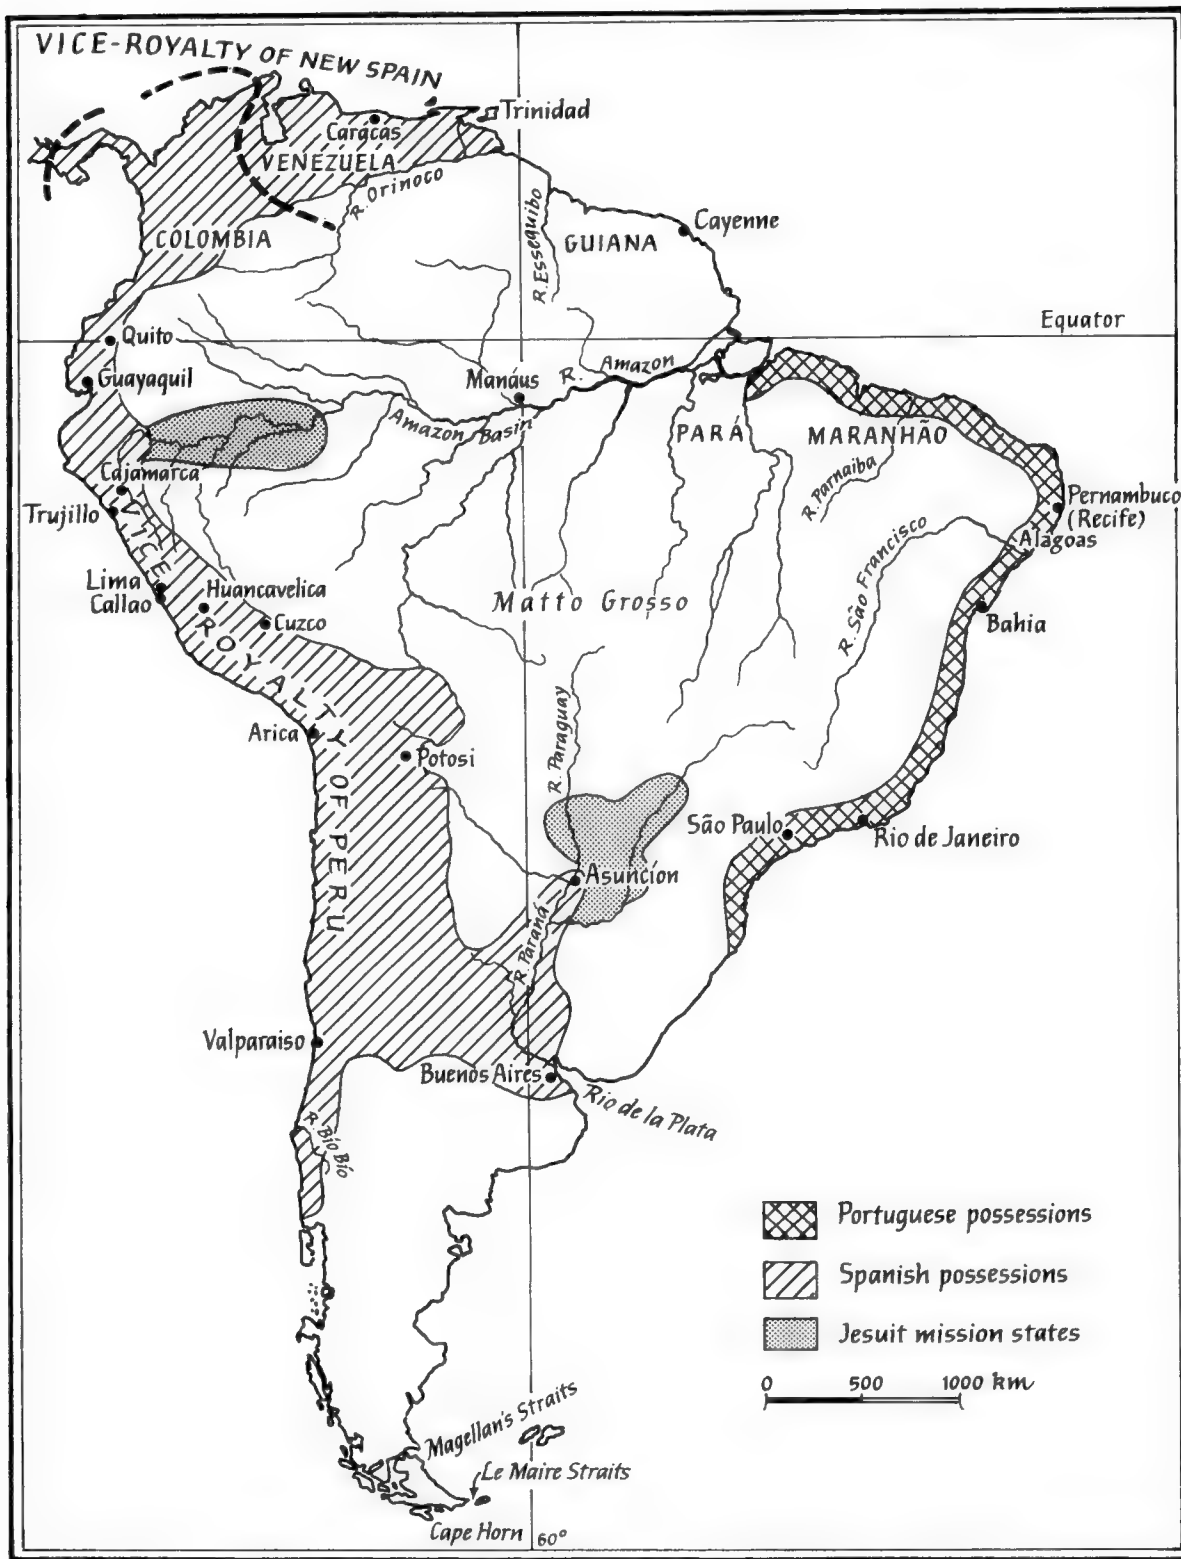 VICE-ROYALTY OF NEW SPAIN
Trinidad
Carácas
VENEZUELA
R. Orinoco
COLOMBIA
R. Essequibo
GUIANA
Cayenne
Equator
Quito
Guayaquil
Manáus
R. Amazon
Amazon Basin
PARÁ
MARANHÃO
R. Parnaiba
Cajamarca
Trujillo
Pernambuco
(Recife)
Alagoas
R. São Francisco
Lima
Callao
Huancavelica
Cuzco
Matto Grosso
Bahia
VICE ROYALTY OF PERU
Arica
Potosi
R. Paraguay
São Paulo
Rio de Janeiro
Asuncíon
R. Paraná
Valparaiso
Buenos Aires
Rio de la Plata
R. Bío Bío
Portuguese possessions
Spanish possessions
Jesuit mission states
0 500 1000 km
Magellan's Straits
Le Maire Straits
Cape Horn
60°